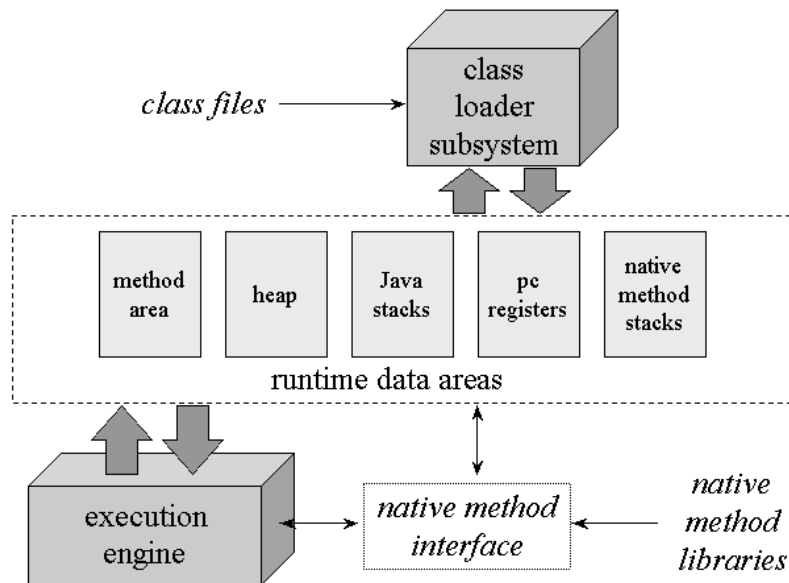 class
loader
subsystem
class files
method
area
heap
Java
stacks
pc
registers
native
method
stacks
runtime data areas
execution
engine
native method
interface
native
method
libraries